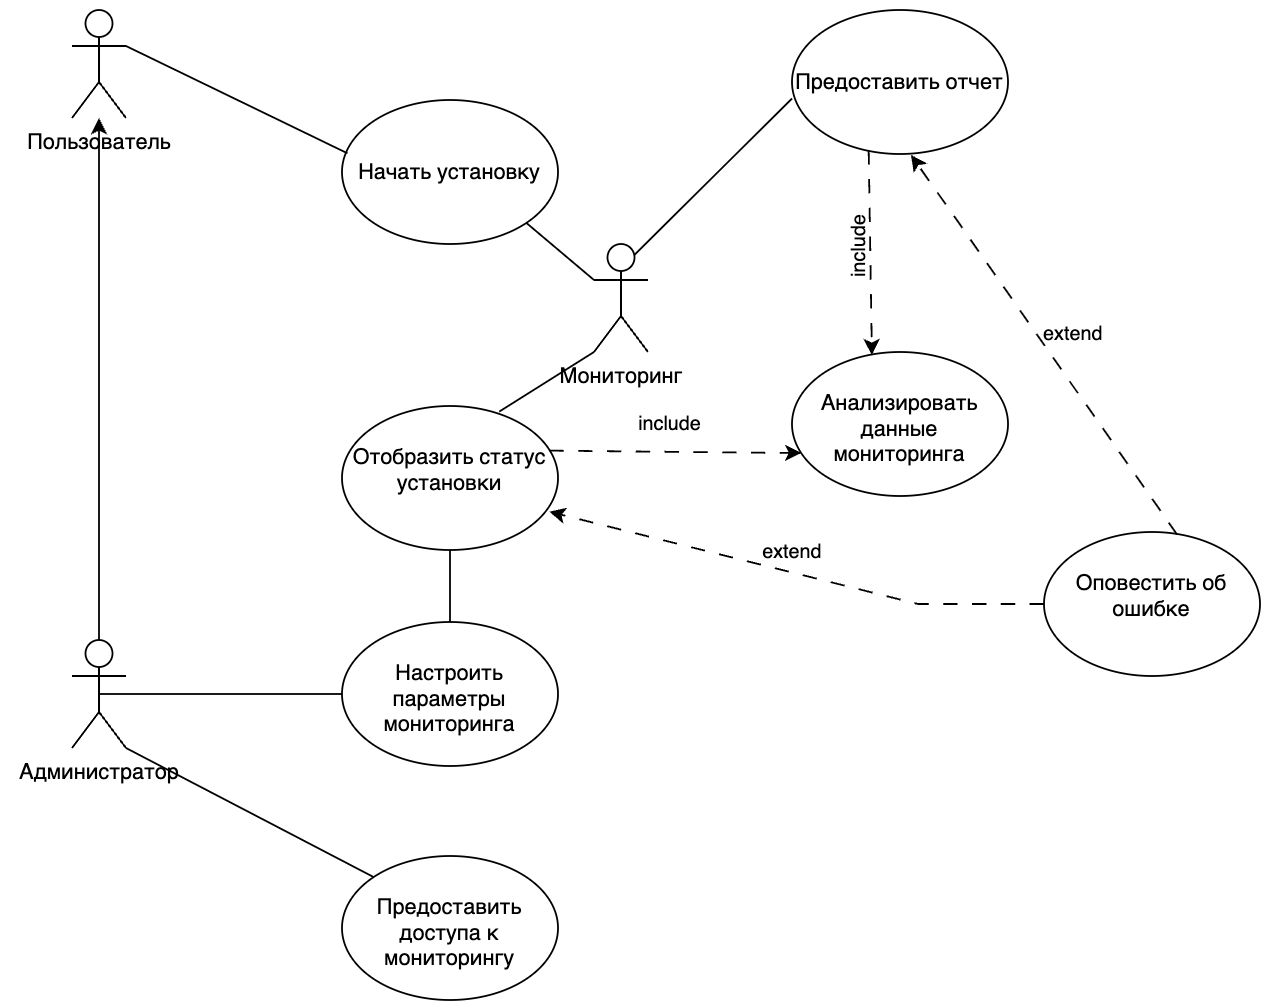 Предоставить отчет
Пользователь
Начать установку
include
extend
Мониторинг
Анализировать
данные
мониторинга
include
Отобразить статус
установки
extend
Оповестить об
ошибке
Настроить
параметры
мониторинга
Администратор
Предоставить
доступа к
мониторингу